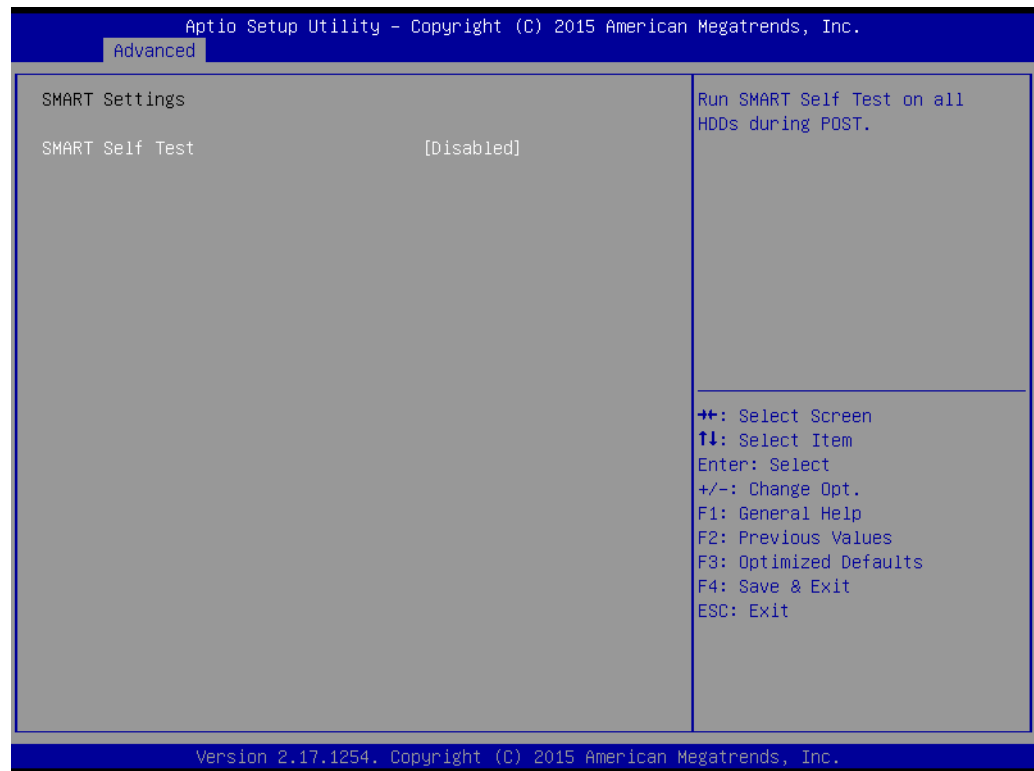 Aptio Setup Utility – Copyright (C) 2015 American Megatrends, Inc.
Advanced
SMART Settings
SMART Self Test [Disabled]
Run SMART Self Test on all
HDDs during POST.
→←: Select Screen
↑↓: Select Item
Enter: Select
+/-: Change Opt.
F1: General Help
F2: Previous Values
F3: Optimized Defaults
F4: Save & Exit
ESC: Exit
Version 2.17.1254. Copyright (C) 2015 American Megatrends, Inc.